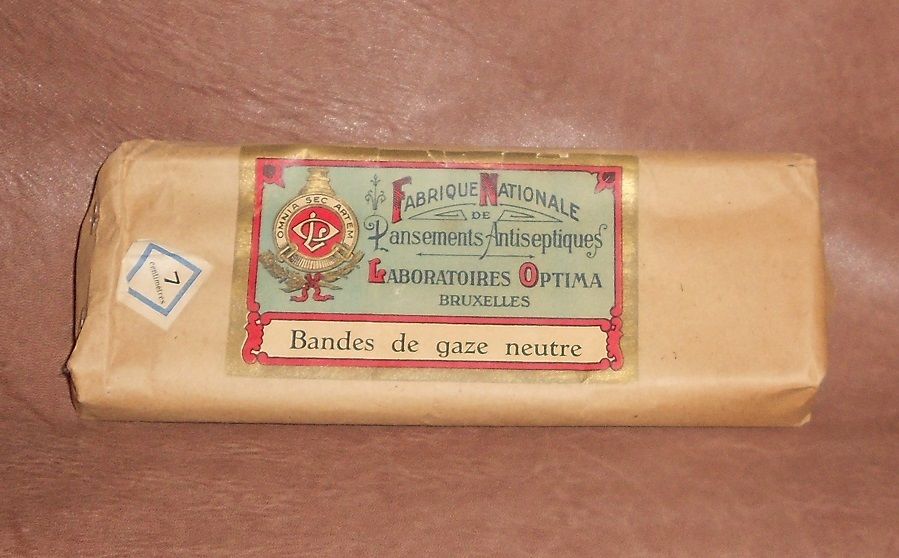 OMNIA SEC ARTEM
FABRIQUE NATIONALE
DE
Pansements Antiseptiques
LABORATOIRES OPTIMA
BRUXELLES
Bandes de gaze neutre
7
centimètres